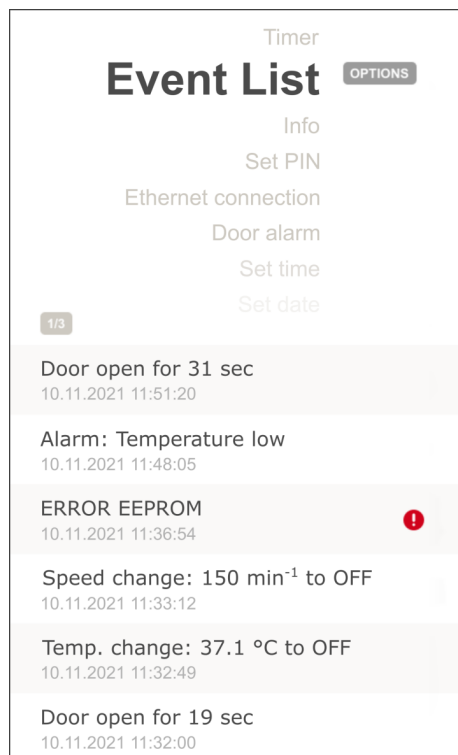 Timer
Event List OPTIONS
Info
Set PIN
Ethernet connection
Door alarm
Set time
Set date
1/3
Door open for 31 sec
10.11.2021 11:51:20
Alarm: Temperature low
10.11.2021 11:48:05
ERROR EEPROM
10.11.2021 11:36:54
Speed change: 150 min⁻¹ to OFF
10.11.2021 11:33:12
Temp. change: 37.1 °C to OFF
10.11.2021 11:32:49
Door open for 19 sec
10.11.2021 11:32:00